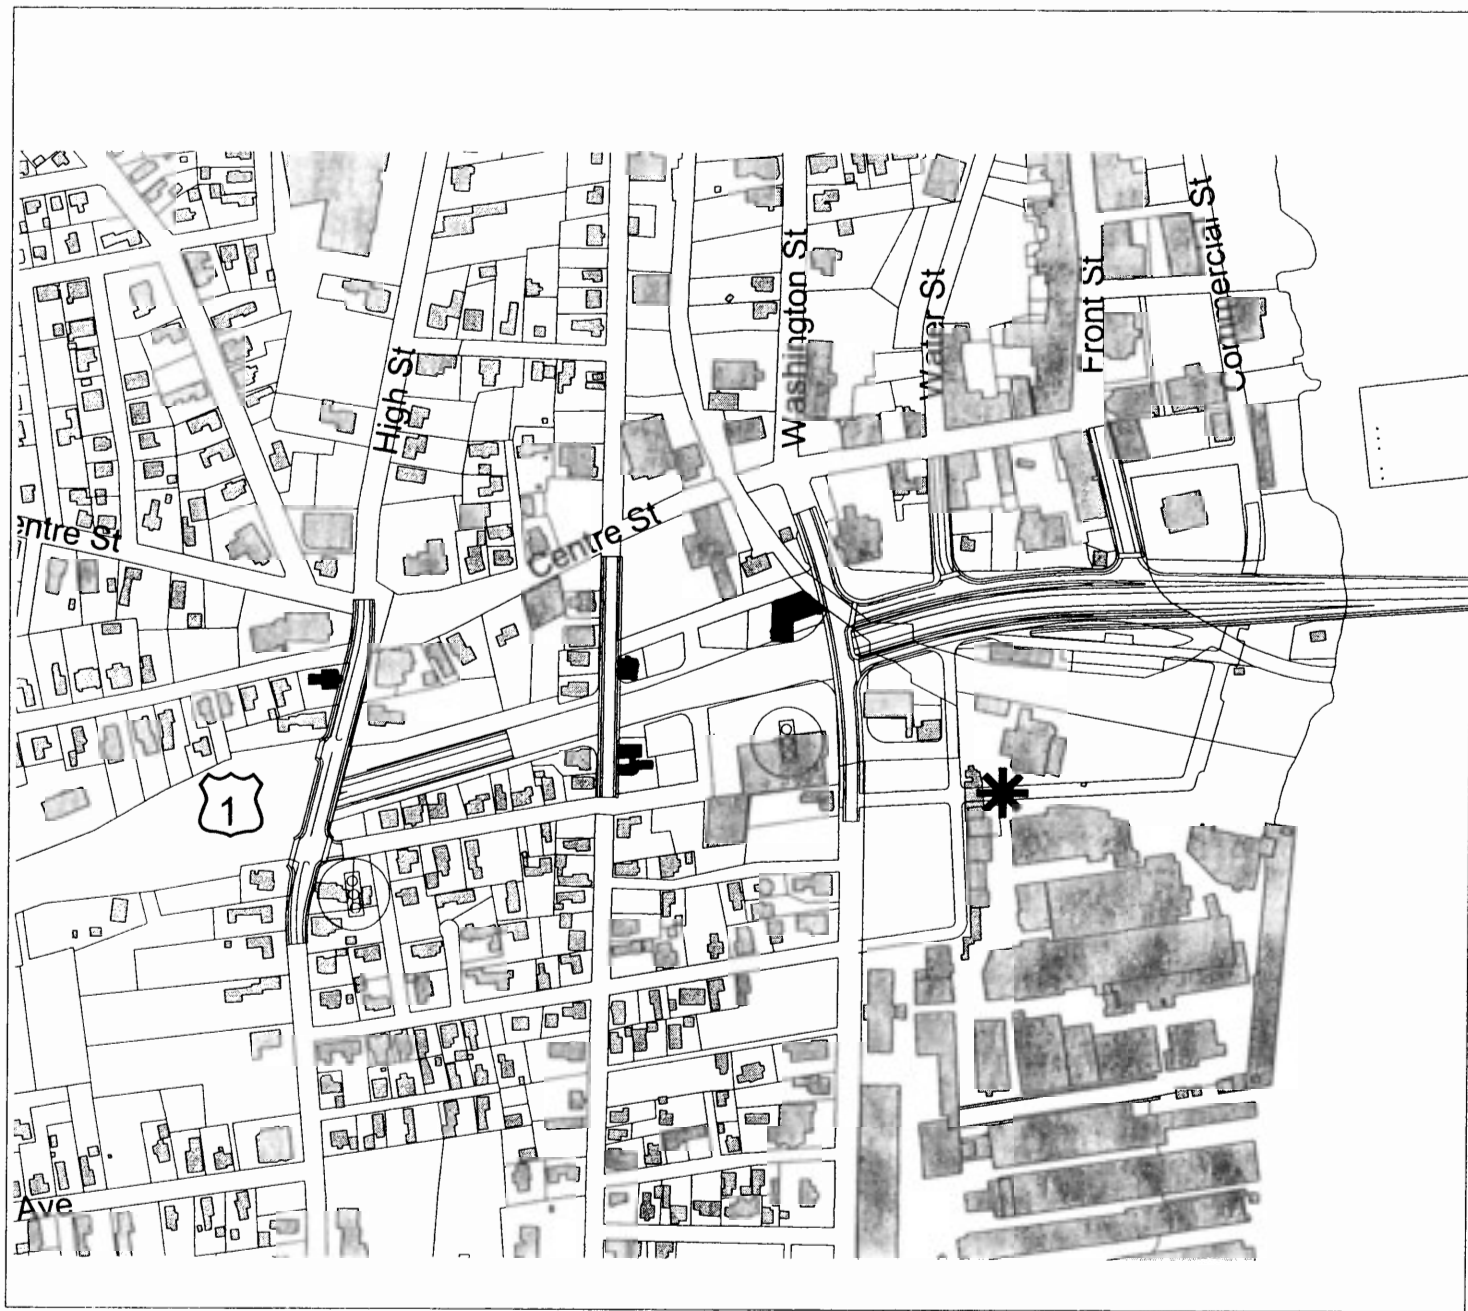 Commercial St
Washington St
Water St
Front St
High St
Centre St
entre St
1
Ave